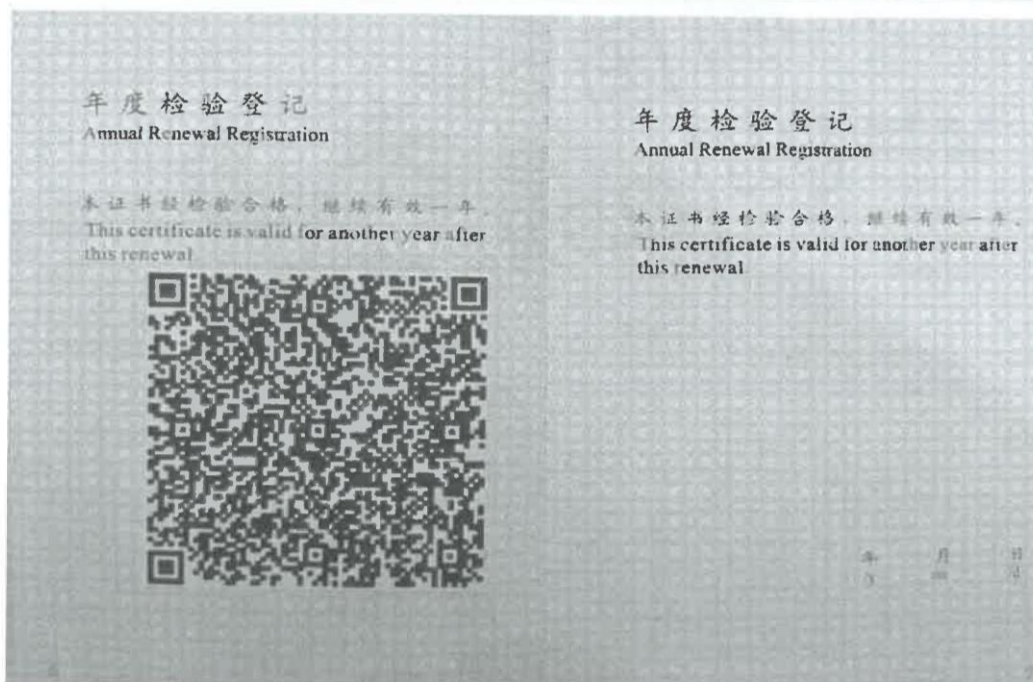 年度检验登记
Annual Renewal Registration
本证书经检验合格，继续有效一年。
This certificate is valid for another year after
this renewal
年度检验登记
Annual Renewal Registration
本证书经检验合格，继续有效一年。
This certificate is valid for another year after
this renewal
年 月 日
y m d